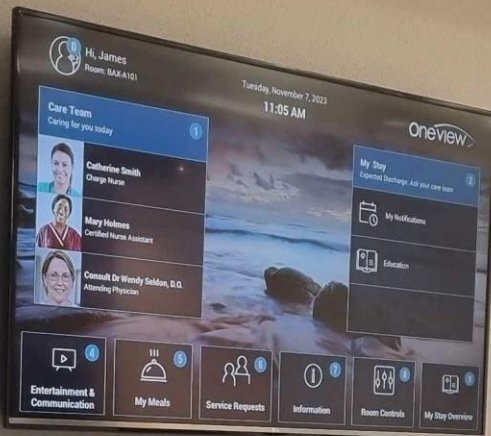 0
Hi, James
Room: BAX-A101
Tuesday, November 7, 2023
11:05 AM
Oneview
Care Team
Caring for you today
1
Catherine Smith
Charge Nurse
Mary Holmes
Certified Nurse Assistant
Consult Dr Wendy Seldon, D.O.
Attending Physician
My Stay
Expected Discharge: Ask your care team
2
My Notifications
Education
4
Entertainment &
Communication
5
My Meals
6
Service Requests
7
Information
8
Room Controls
9
My Stay Overview